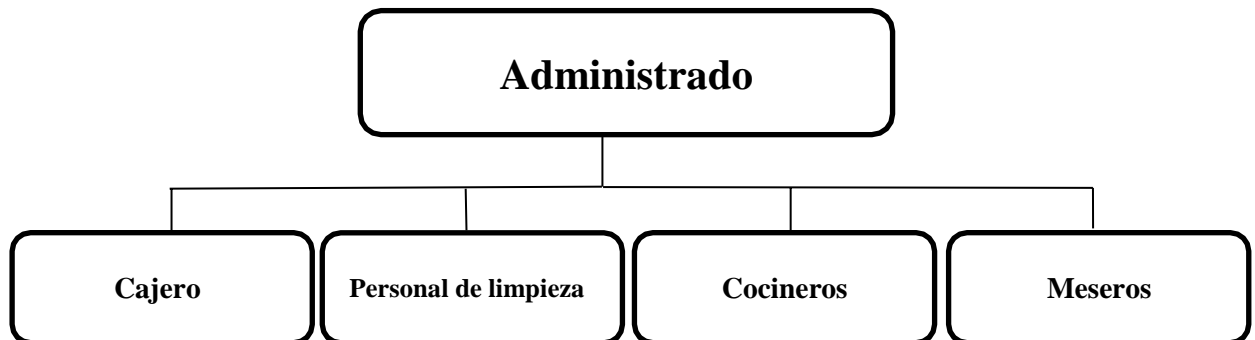 Administrado
Cajero
Personal de limpieza
Cocineros
Meseros